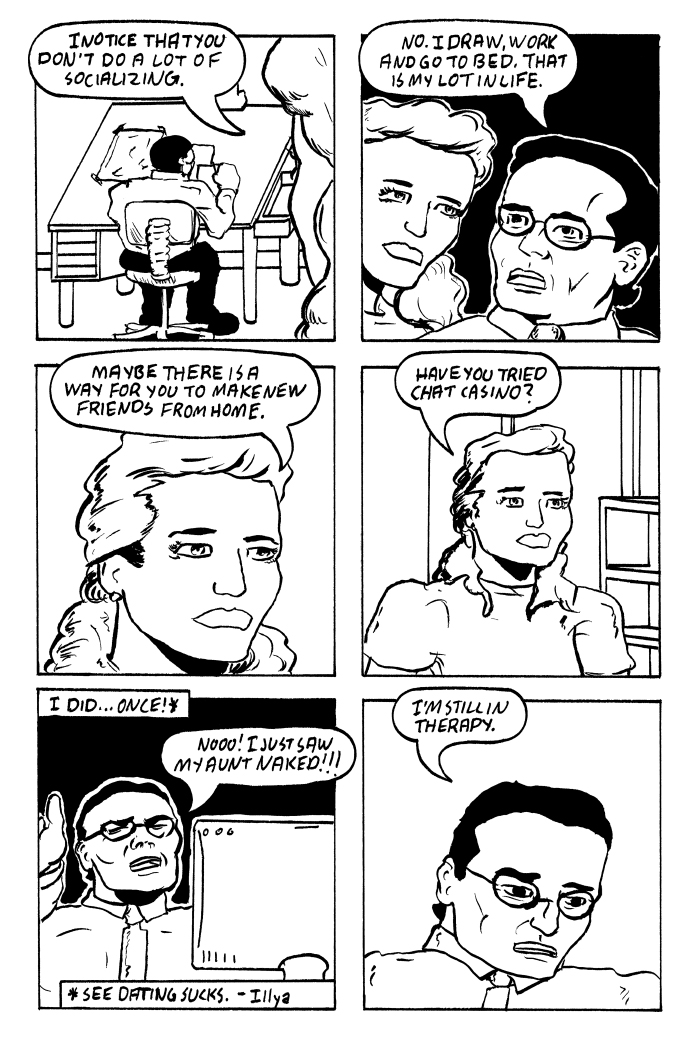 I NOTICE THAT YOU
DON'T DO A LOT OF
SOCIALIZING.
NO. I DRAW, WORK
AND GO TO BED. THAT
IS MY LOT IN LIFE.
MAYBE THERE IS A
WAY FOR YOU TO MAKE NEW
FRIENDS FROM HOME.
HAVE YOU TRIED
CHAT CASINO?
I DID... ONCE!*
NOOO! I JUST SAW
MY AUNT NAKED!!!
* SEE DATING SUCKS. - Illya
I'M STILL IN
THERAPY.